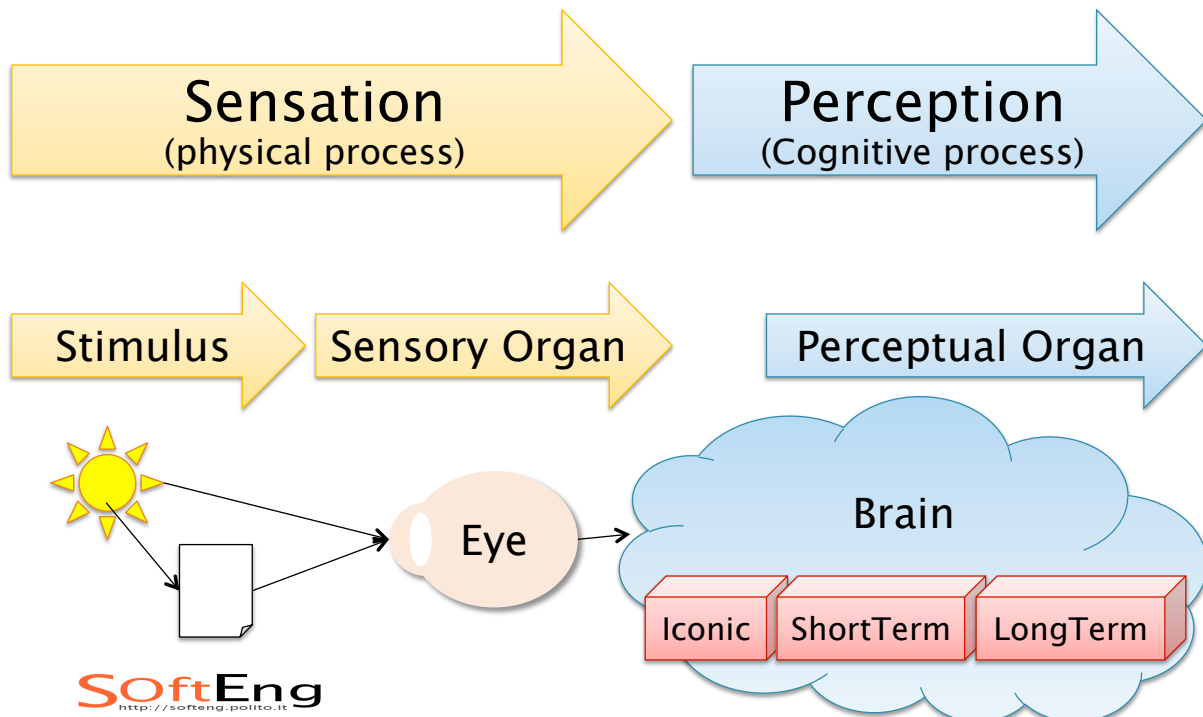 Sensation
(physical process)
Perception
(Cognitive process)
Stimulus
Sensory Organ
Perceptual Organ
Eye
Brain
Iconic
ShortTerm
LongTerm
SOftEng
http://softeng.polito.it